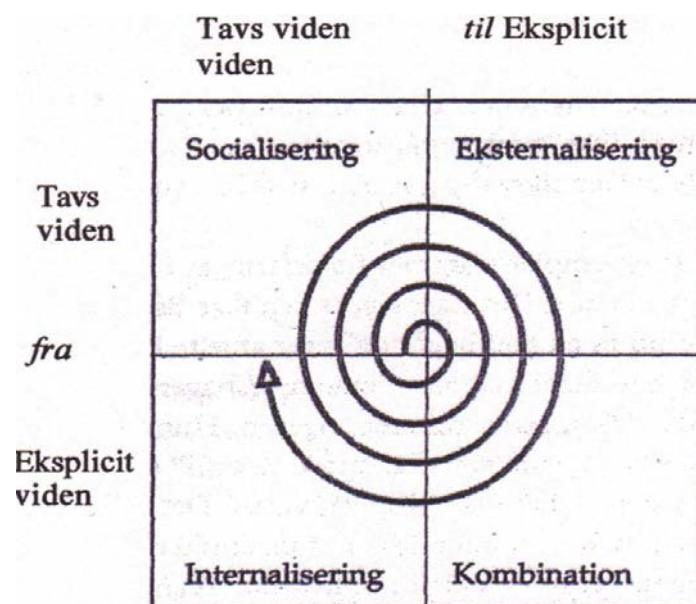 Tavs viden til Eksplicit
viden
Socialisering Eksternalisering
Tavs
viden
fra
Eksplicit
viden
Internalisering Kombination